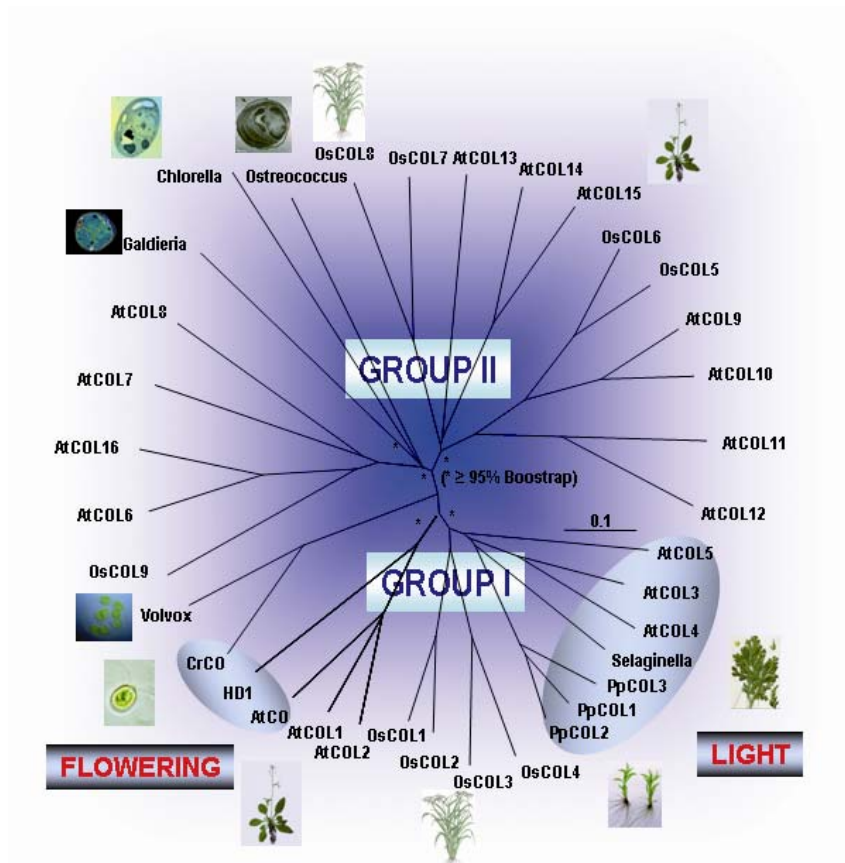 OsCOL8
OsCOL7
AtCOL13
AtCOL14
AtCOL15
Chlorella
Ostreococcus
OsCOL6
OsCOL5
Galdieria
AtCOL8
AtCOL9
GROUP II
AtCOL7
AtCOL10
AtCOL16
AtCOL11
*
*
*
(* ≥ 95% Boostrap)
AtCOL6
AtCOL12
*
*
0.1
AtCOL5
OsCOL9
GROUP I
AtCOL3
Volvox
AtCOL4
CrCO
Selaginella
HD1
PpCOL3
AtCO
PpCOL1
AtCOL1
OsCOL1
PpCOL2
AtCOL2
OsCOL2
OsCOL3
OsCOL4
FLOWERING
LIGHT